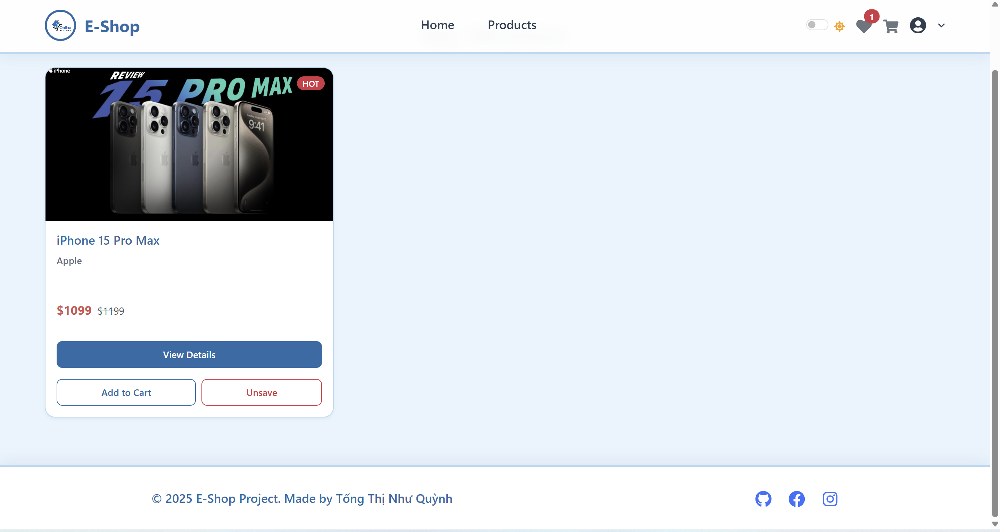 Online
SHOPPING
E-Shop
Home
Products
1
iPhone
REVIEW
15 PRO MAX
HOT
9:41
iPhone 15 Pro Max
Apple
$1099 $1199
View Details
Add to Cart
Unsave
© 2025 E-Shop Project. Made by Tống Thị Như Quỳnh